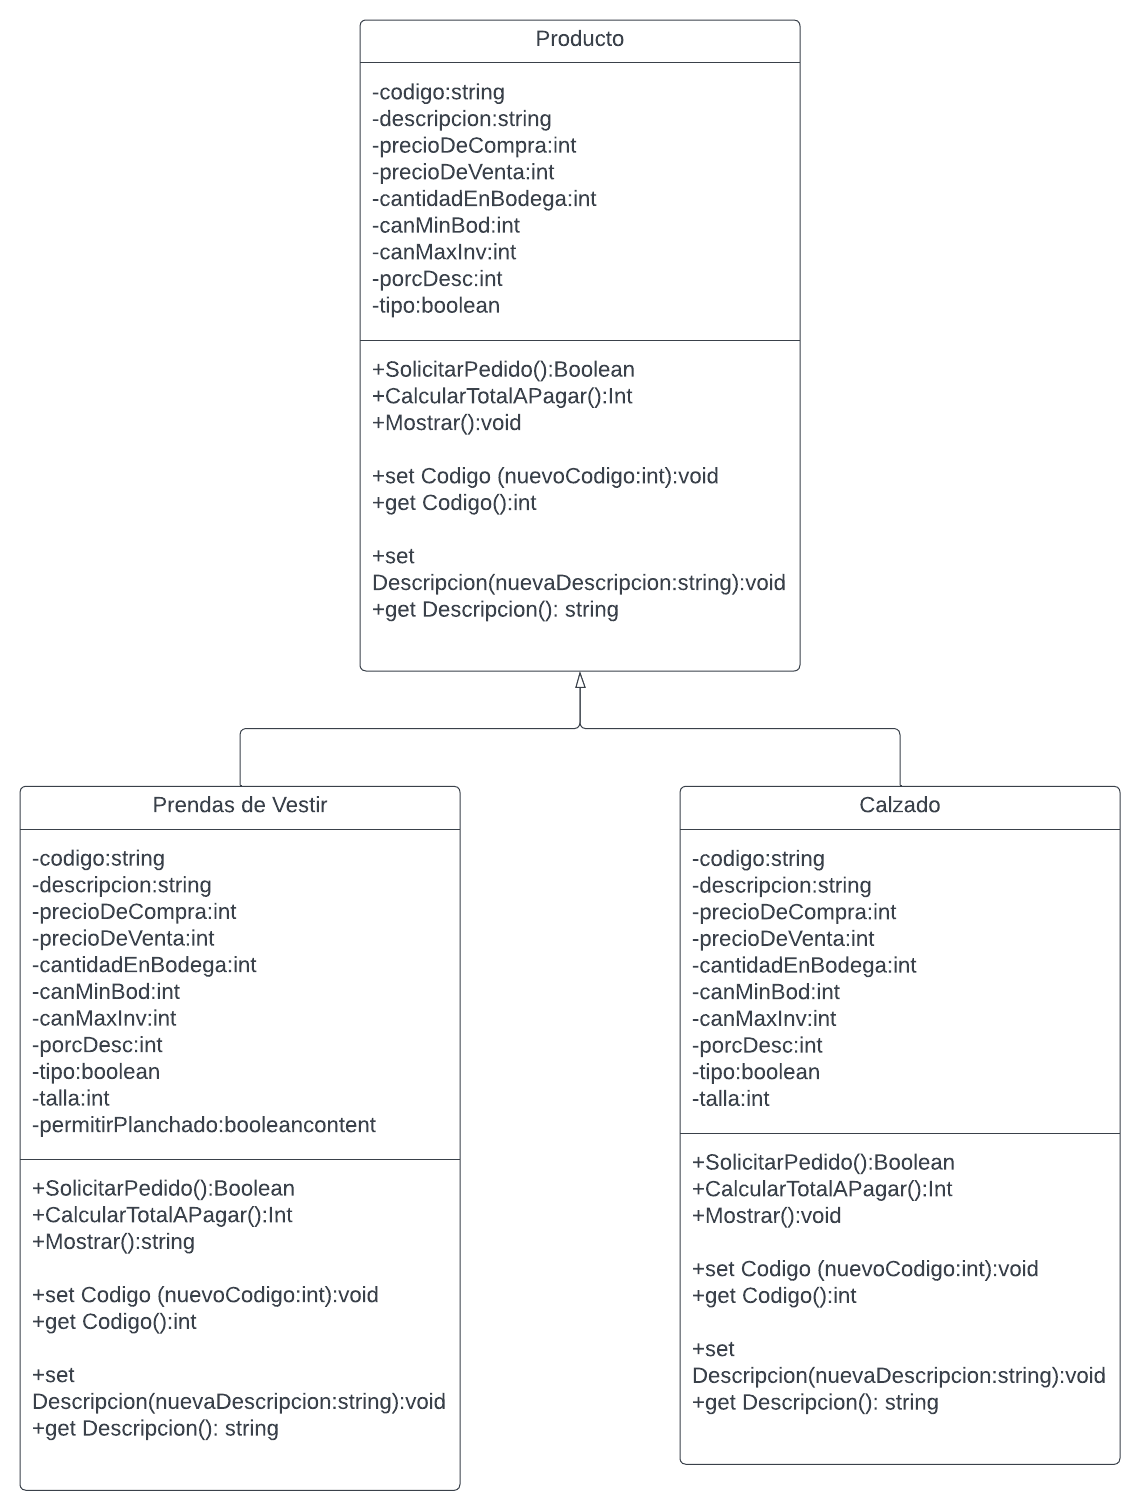 Producto
-codigo:string
-descripcion:string
-precioDeCompra:int
-precioDeVenta:int
-cantidadEnBodega:int
-canMinBod:int
-canMaxInv:int
-porcDesc:int
-tipo:boolean
+SolicitarPedido():Boolean
+CalcularTotalAPagar():Int
+Mostrar():void
+set Codigo (nuevoCodigo:int):void
+get Codigo():int
+set
Descripcion(nuevaDescripcion:string):void
+get Descripcion(): string
Prendas de Vestir
-codigo:string
-descripcion:string
-precioDeCompra:int
-precioDeVenta:int
-cantidadEnBodega:int
-canMinBod:int
-canMaxInv:int
-porcDesc:int
-tipo:boolean
-talla:int
-permitirPlanchado:booleancontent
+SolicitarPedido():Boolean
+CalcularTotalAPagar():Int
+Mostrar():string
+set Codigo (nuevoCodigo:int):void
+get Codigo():int
+set
Descripcion(nuevaDescripcion:string):void
+get Descripcion(): string
Calzado
-codigo:string
-descripcion:string
-precioDeCompra:int
-precioDeVenta:int
-cantidadEnBodega:int
-canMinBod:int
-canMaxInv:int
-porcDesc:int
-tipo:boolean
-talla:int
+SolicitarPedido():Boolean
+CalcularTotalAPagar():Int
+Mostrar():void
+set Codigo (nuevoCodigo:int):void
+get Codigo():int
+set
Descripcion(nuevaDescripcion:string):void
+get Descripcion(): string